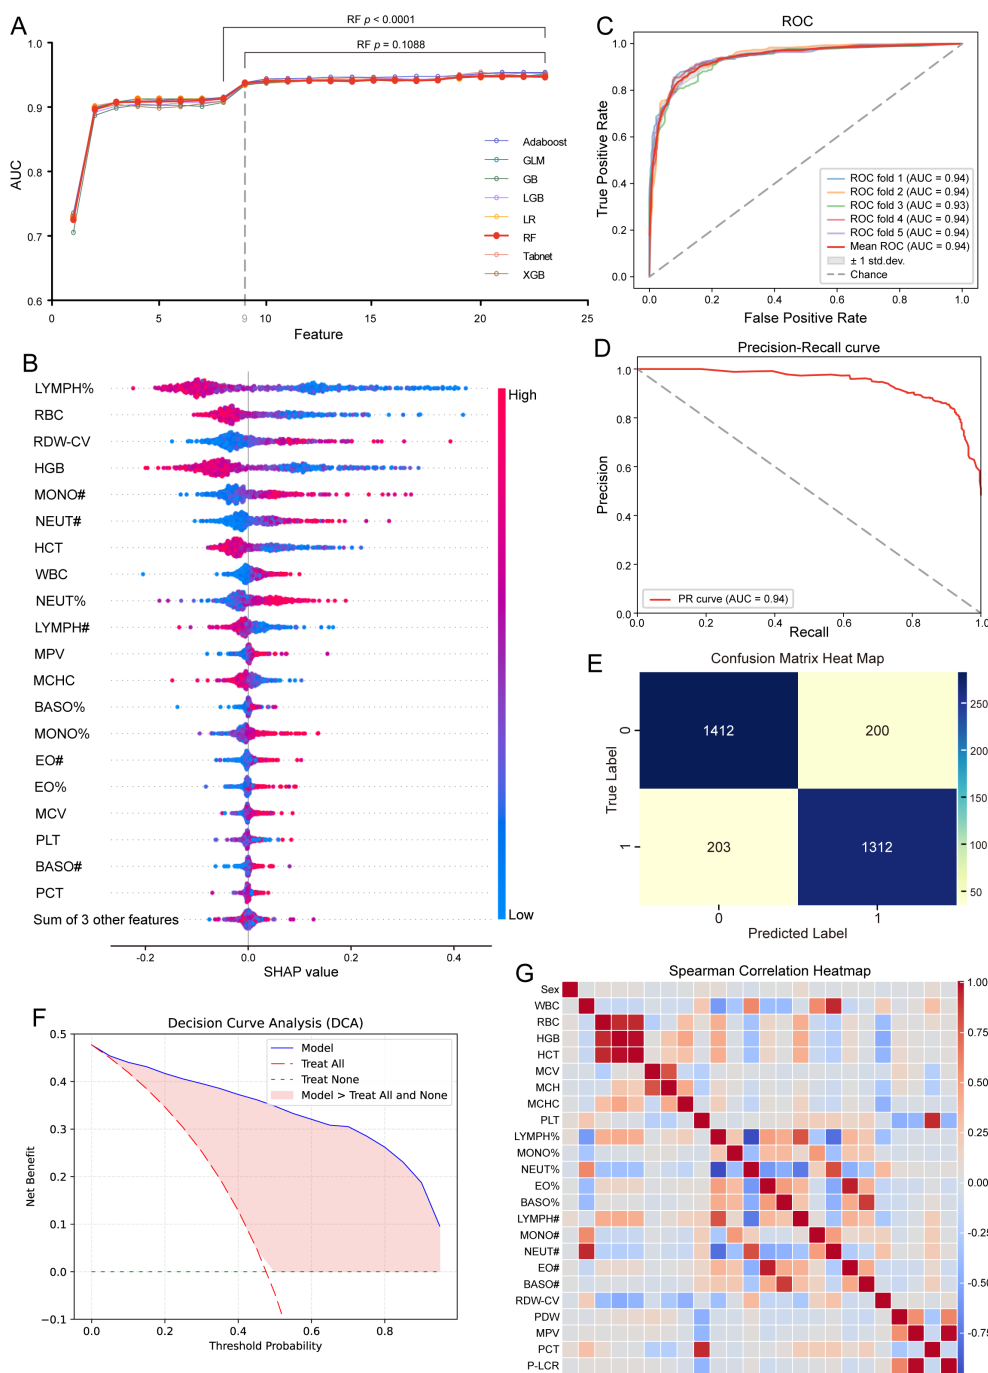 A
RF p < 0.0001
RF p = 0.1088
1.0
0.9
0.8
0.7
0.6
AUC
Adaboost
GLM
GB
LGB
LR
RF
Tabnet
XGB
0 5 9 10 15 20 25
Feature
B
LYMPH%
RBC
RDW-CV
HGB
MONO#
NEUT#
HCT
WBC
NEUT%
LYMPH#
MPV
MCHC
BASO%
MONO%
EO#
EO%
MCV
PLT
BASO#
PCT
Sum of 3 other features
High
Low
-0.2 0.0 0.2 0.4
SHAP value
C
ROC
1.0
0.8
0.6
0.4
0.2
0.0
True Positive Rate
ROC fold 1 (AUC = 0.94)
ROC fold 2 (AUC = 0.94)
ROC fold 3 (AUC = 0.93)
ROC fold 4 (AUC = 0.94)
ROC fold 5 (AUC = 0.94)
Mean ROC (AUC = 0.94)
± 1 std.dev.
Chance
0.0 0.2 0.4 0.6 0.8 1.0
False Positive Rate
D
Precision-Recall curve
1.0
0.8
0.6
0.4
0.2
0.0
Precision
PR curve (AUC = 0.94)
0.0 0.2 0.4 0.6 0.8 1.0
Recall
E
Confusion Matrix Heat Map
True Label
0
1
1412 200
203 1312
0 1
Predicted Label
250
200
150
100
50
F
Decision Curve Analysis (DCA)
0.5
0.4
0.3
0.2
0.1
0.0
−0.1
Net Benefit
Model
Treat All
Treat None
Model > Treat All and None
0.0 0.2 0.4 0.6 0.8
Threshold Probability
G
Spearman Correlation Heatmap
Sex
WBC
RBC
HGB
HCT
MCV
MCH
MCHC
PLT
LYMPH%
MONO%
NEUT%
EO%
BASO%
LYMPH#
MONO#
NEUT#
EO#
BASO#
RDW-CV
PDW
MPV
PCT
P-LCR
1.00
0.75
0.50
0.25
0.00
-0.25
-0.50
-0.75